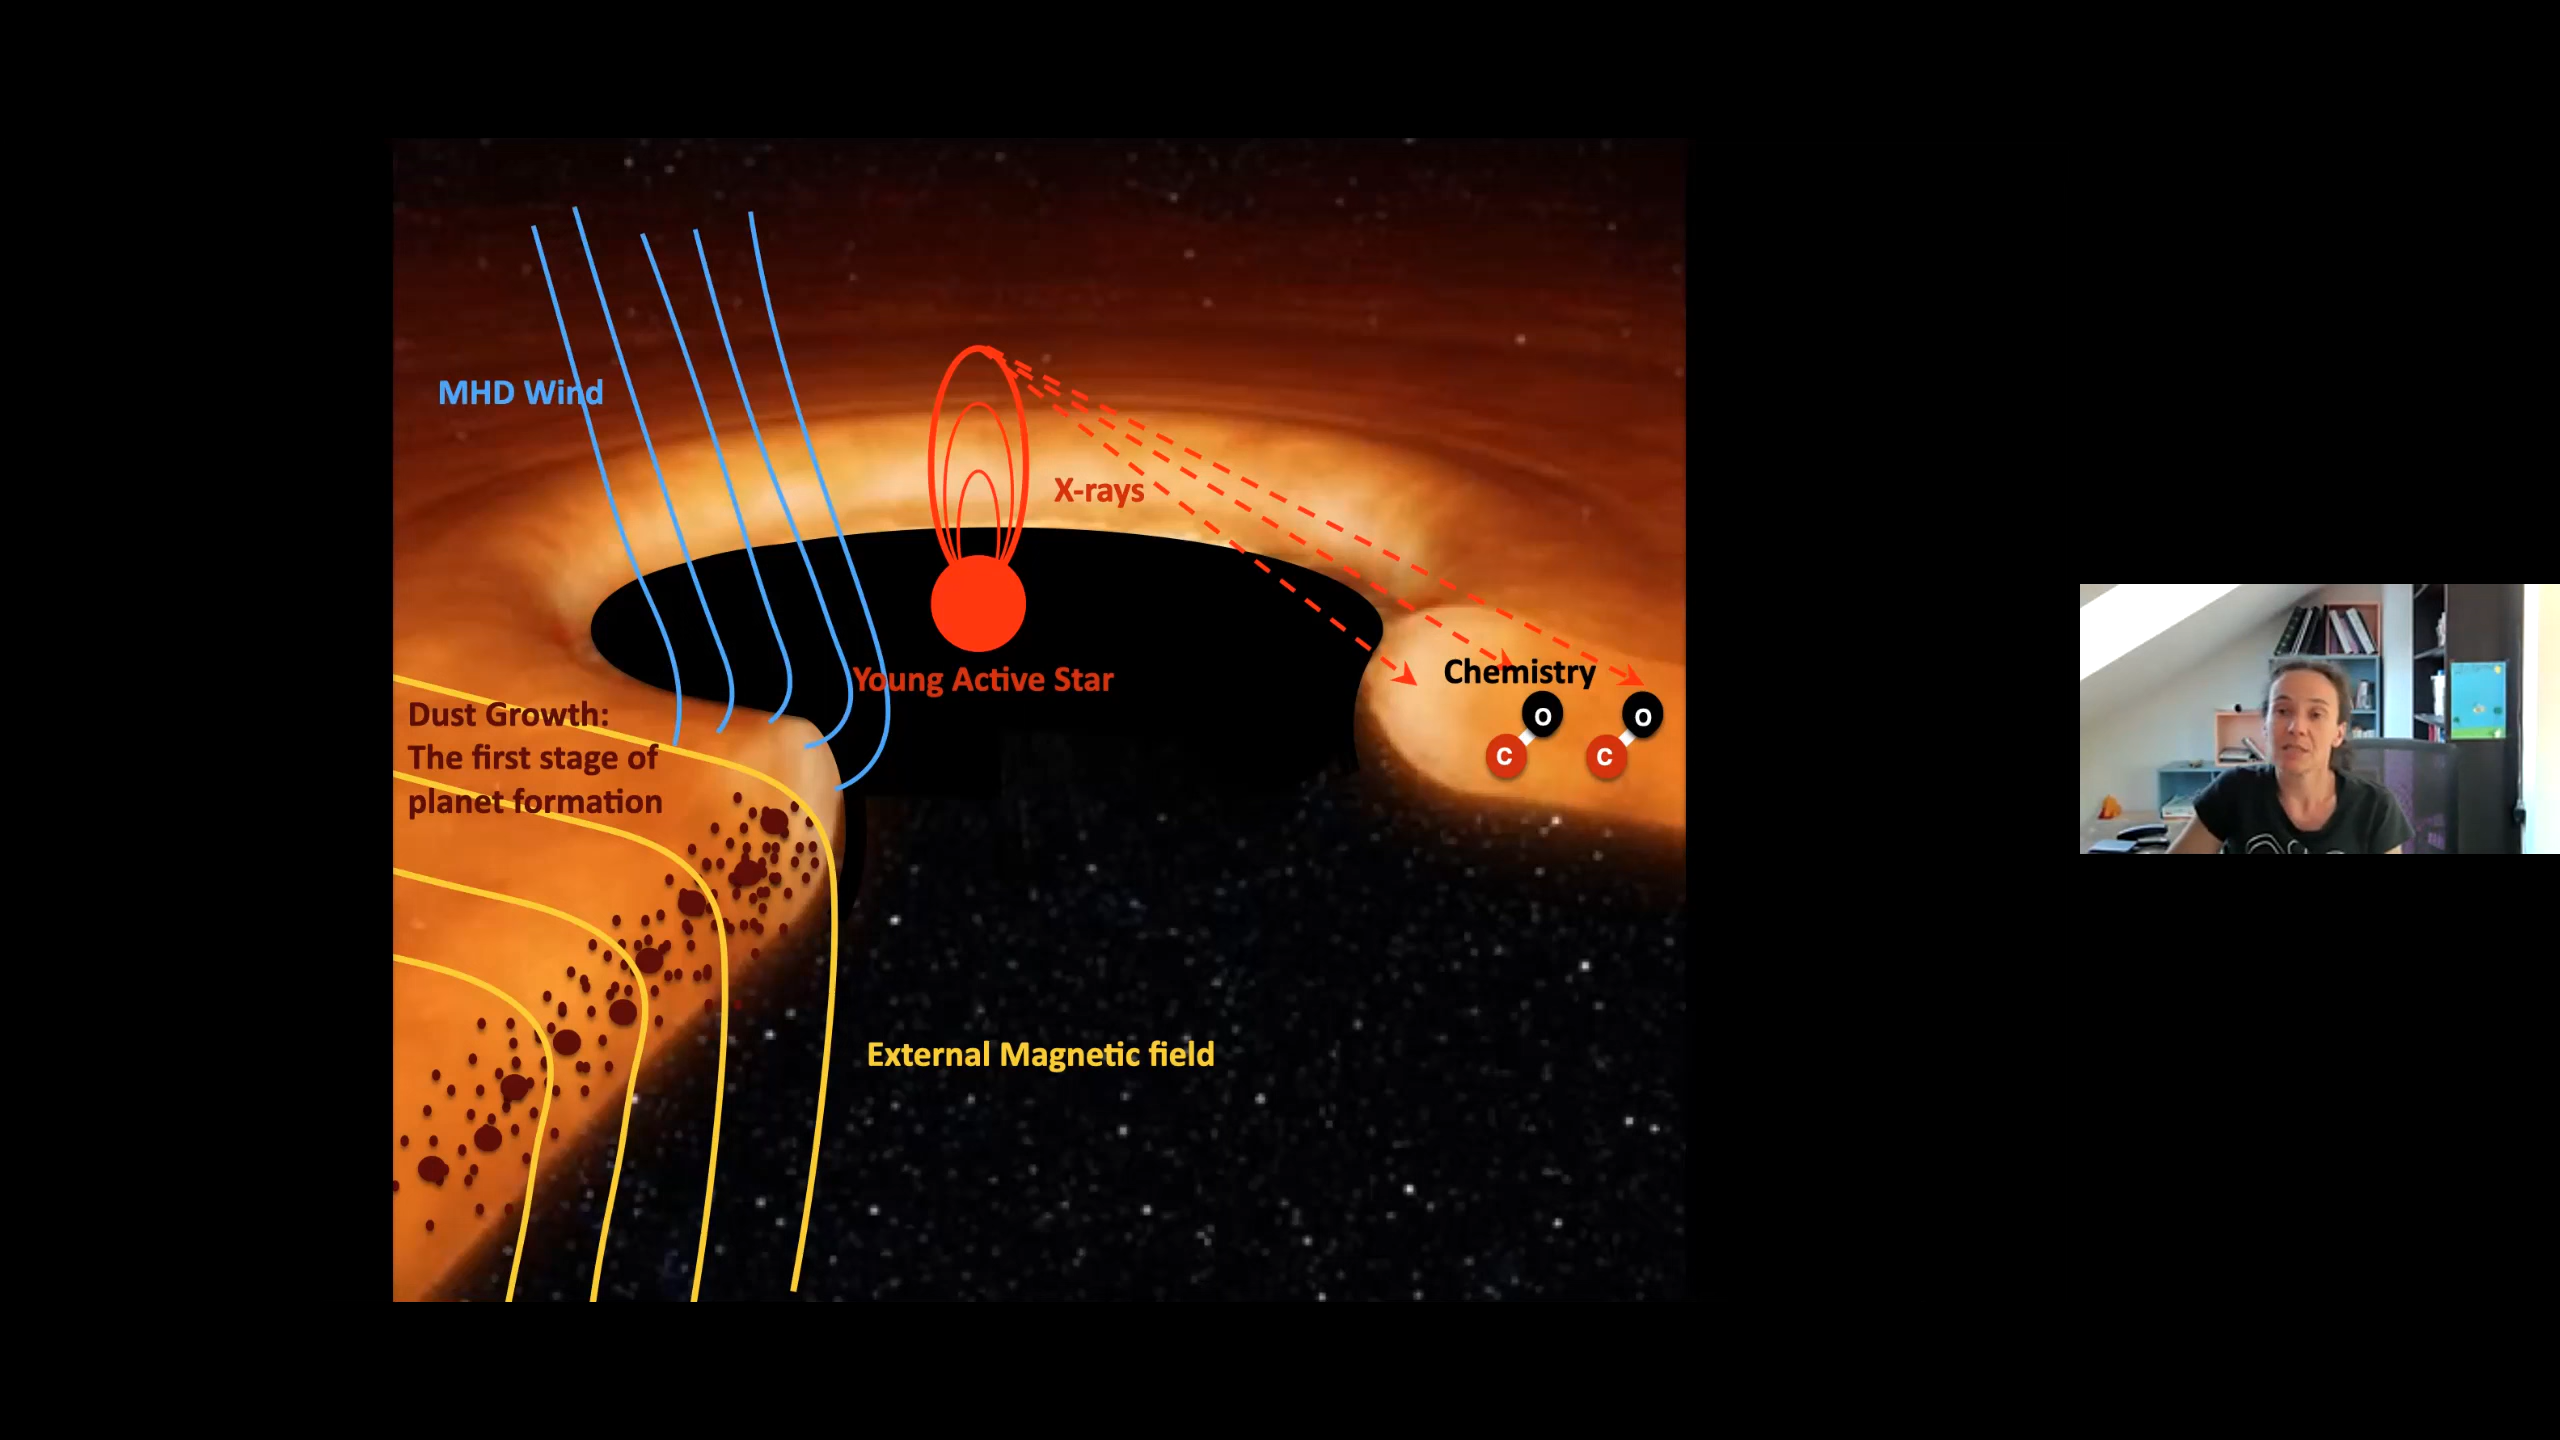 MHD Wind
X-rays
Young Active Star
Chemistry
O
O
C
C
Dust Growth:
The first stage of
planet formation
External Magnetic field